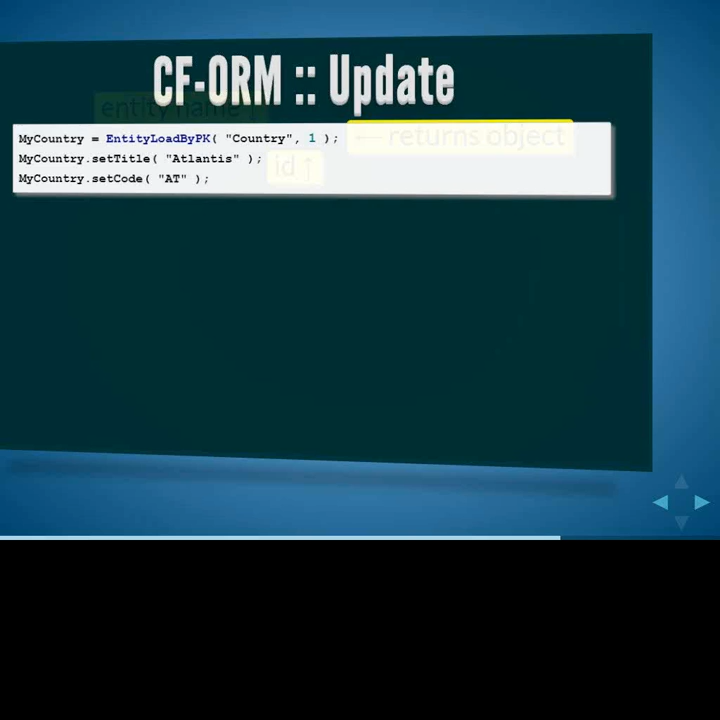 CF-ORM :: Update
entity name
MyCountry = EntityLoadByPK( "Country", 1 );
← returns object
MyCountry.setTitle( "Atlantis" );
id ↑
MyCountry.setCode( "AT" );